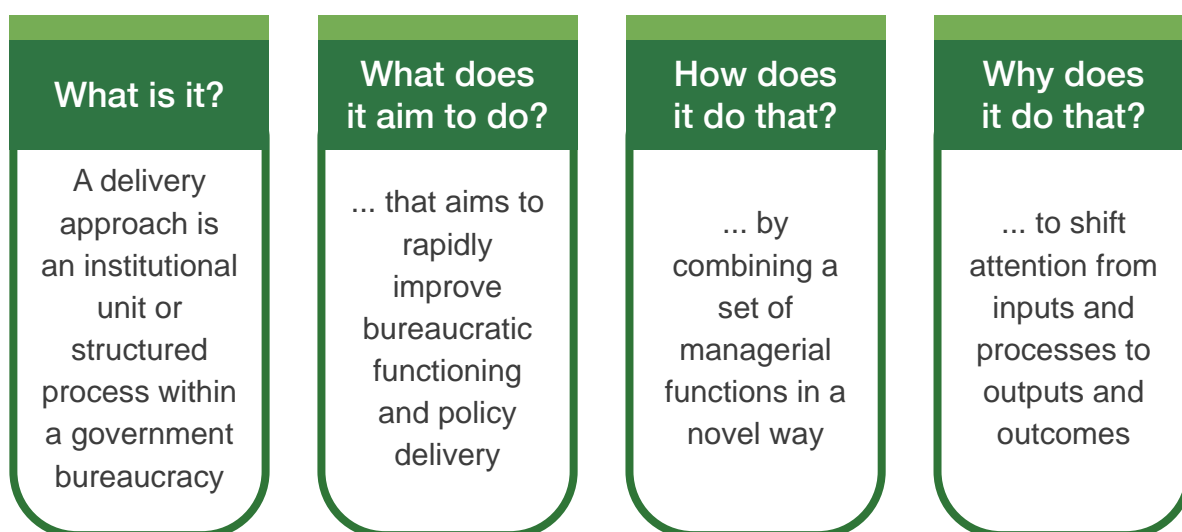 What is it?
A delivery
approach is
an institutional
unit or
structured
process within
a government
bureaucracy
What does
it aim to do?
... that aims to
rapidly
improve
bureaucratic
functioning
and policy
delivery
How does
it do that?
... by
combining a
set of
managerial
functions in a
novel way
Why does
it do that?
... to shift
attention from
inputs and
processes to
outputs and
outcomes